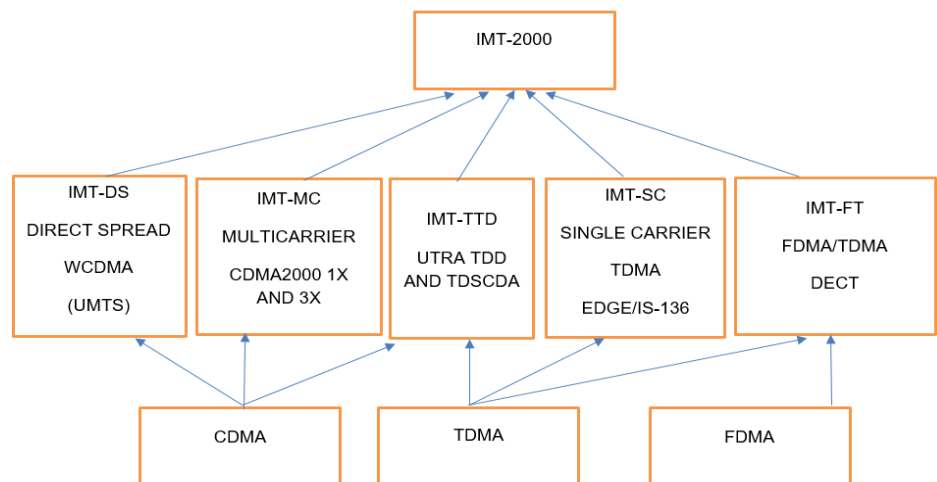 IMT-2000
IMT-DS
DIRECT SPREAD
WCDMA
(UMTS)
IMT-MC
MULTICARRIER
CDMA2000 1X
AND 3X
IMT-TTD
UTRA TDD
AND TDSCDA
IMT-SC
SINGLE CARRIER
TDMA
EDGE/IS-136
IMT-FT
FDMA/TDMA
DECT
CDMA
TDMA
FDMA